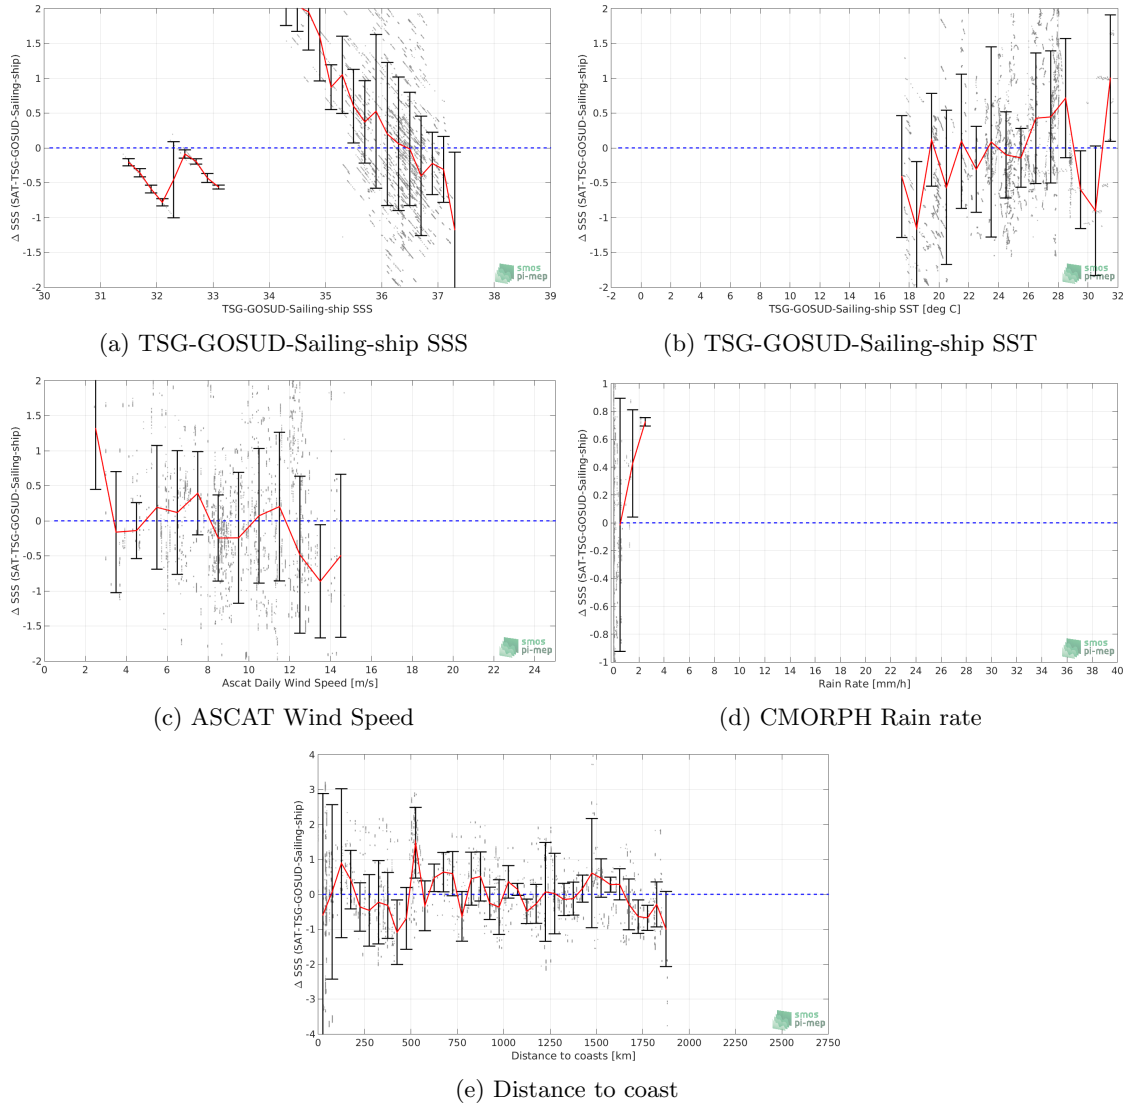 2
1.5
1
0.5
0
-0.5
-1
-1.5
-2
Δ SSS (SAT-TSG-GOSUD-Sailing-ship)
30 31 32 33 34 35 36 37 38 39
TSG-GOSUD-Sailing-ship SSS
smos
pi-mep
(a) TSG-GOSUD-Sailing-ship SSS
2
1.5
1
0.5
0
-0.5
-1
-1.5
-2
Δ SSS (SAT-TSG-GOSUD-Sailing-ship)
-2 0 2 4 6 8 10 12 14 16 18 20 22 24 26 28 30 32
TSG-GOSUD-Sailing-ship SST [deg C]
smos
pi-mep
(b) TSG-GOSUD-Sailing-ship SST
2
1.5
1
0.5
0
-0.5
-1
-1.5
-2
Δ SSS (SAT-TSG-GOSUD-Sailing-ship)
0 2 4 6 8 10 12 14 16 18 20 22 24
Ascat Daily Wind Speed [m/s]
smos
pi-mep
(c) ASCAT Wind Speed
1
0.8
0.6
0.4
0.2
0
-0.2
-0.4
-0.6
-0.8
-1
Δ SSS (SAT-TSG-GOSUD-Sailing-ship)
0 2 4 6 8 10 12 14 16 18 20 22 24 26 28 30 32 34 36 38 40
Rain Rate [mm/h]
smos
pi-mep
(d) CMORPH Rain rate
4
3
2
1
0
-1
-2
-3
-4
Δ SSS (SAT-TSG-GOSUD-Sailing-ship)
0 250 500 750 1000 1250 1500 1750 2000 2250 2500 2750
Distance to coasts [km]
smos
pi-mep
(e) Distance to coast